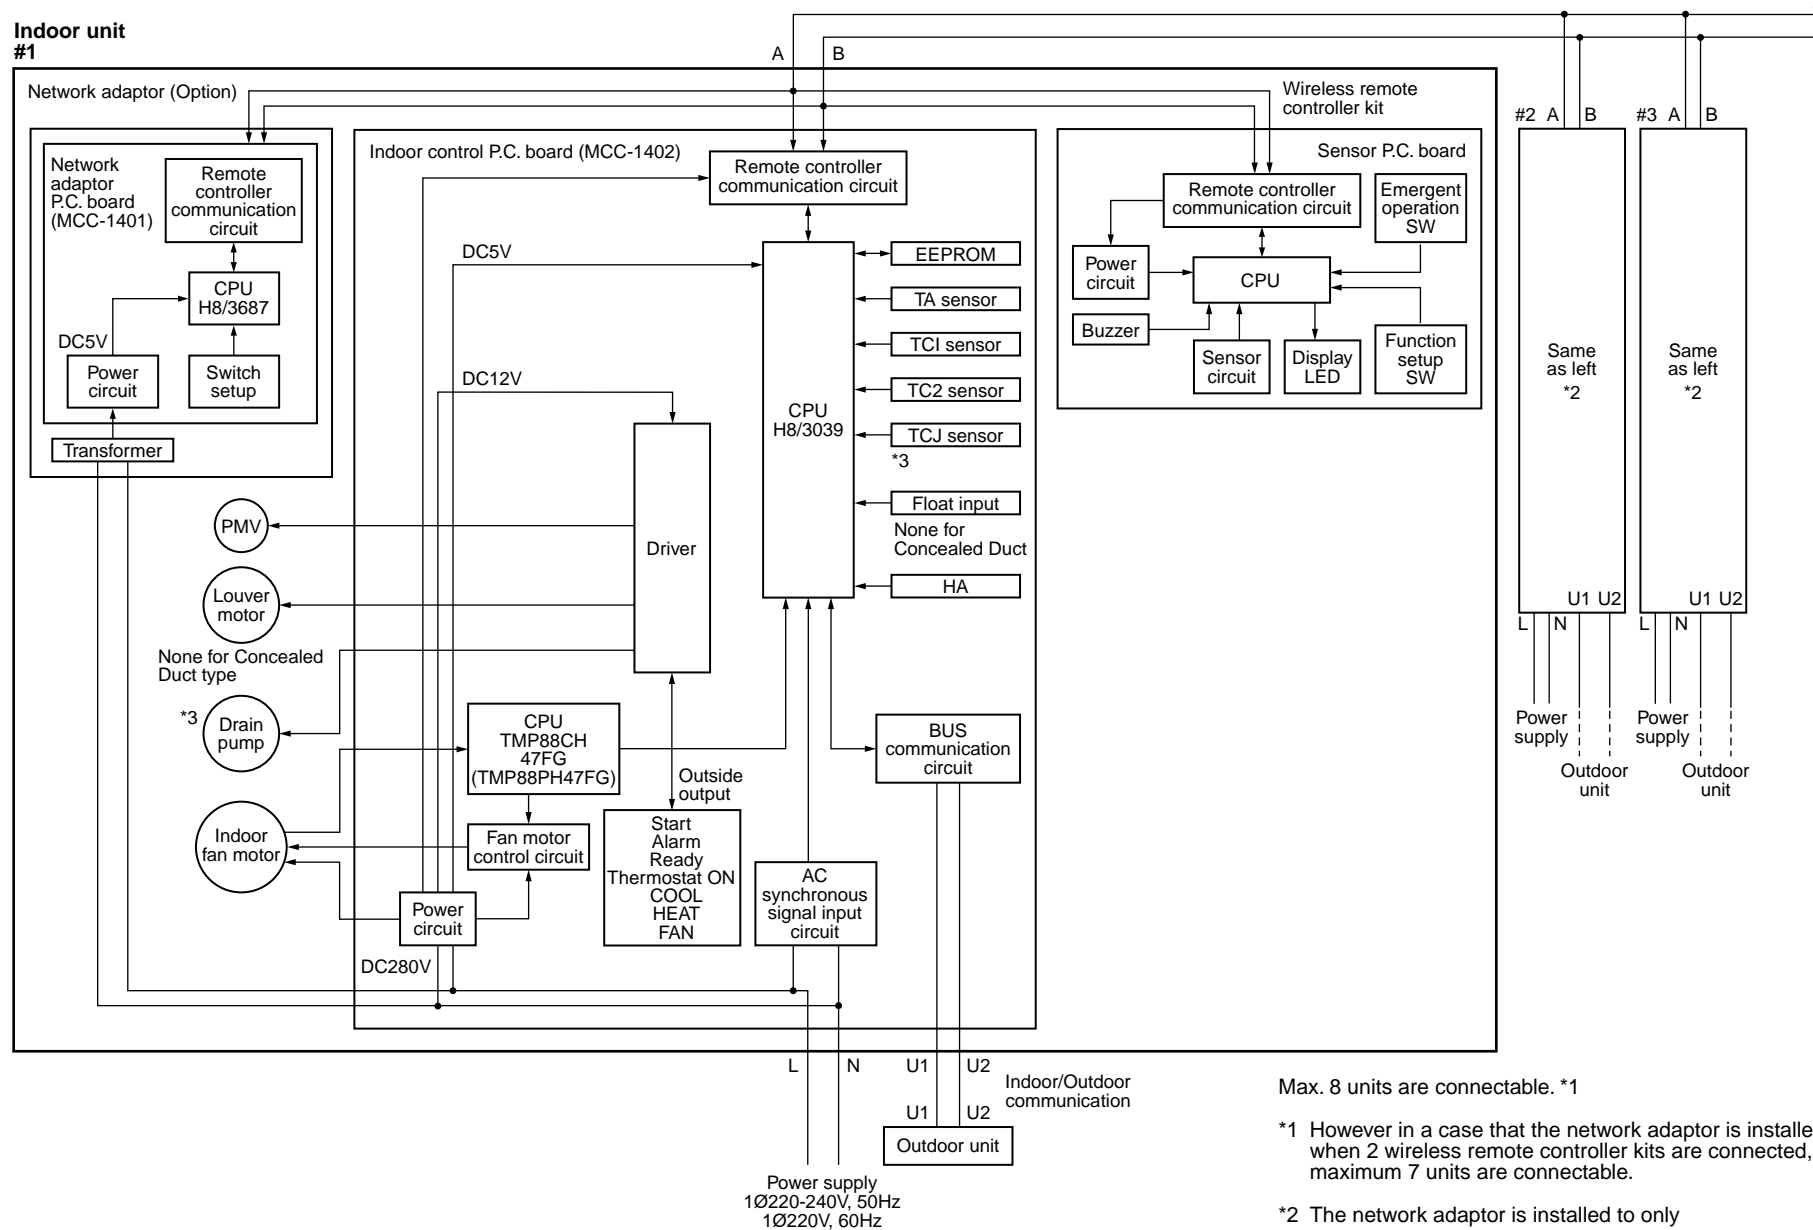 Indoor unit
#1
A
B
Network adaptor (Option)
Wireless remote
controller kit
Network
adaptor
P.C. board
(MCC-1401)
Remote
controller
communication
circuit
CPU
H8/3687
DC5V
Power
circuit
Switch
setup
Transformer
Indoor control P.C. board (MCC-1402)
Remote controller
communication circuit
DC5V
DC12V
CPU
H8/3039
EEPROM
TA sensor
TCI sensor
TC2 sensor
TCJ sensor
*3
Float input
None for
Concealed Duct
HA
Driver
PMV
Louver
motor
None for Concealed
Duct type
*3
Drain
pump
Indoor
fan motor
CPU
TMP88CH
47FG
(TMP88PH47FG)
Fan motor
control circuit
Power
circuit
DC280V
Outside
output
Start
Alarm
Ready
Thermostat ON
COOL
HEAT
FAN
AC
synchronous
signal input
circuit
BUS
communication
circuit
Sensor P.C. board
Remote controller
communication circuit
Emergent
operation
SW
Power
circuit
CPU
Buzzer
Sensor
circuit
Display
LED
Function
setup
SW
#2 A B
Same
as left
*2
U1 U2
L N
Power
supply
Outdoor
unit
#3 A B
Same
as left
*2
U1 U2
L N
Power
supply
Outdoor
unit
L N
U1 U2
Indoor/Outdoor
communication
U1 U2
Outdoor unit
Power supply
1Ø220-240V, 50Hz
1Ø220V, 60Hz
Max. 8 units are connectable. *1
*1 However in a case that the network adaptor is installe
when 2 wireless remote controller kits are connected,
maximum 7 units are connectable.
*2 The network adaptor is installed to only